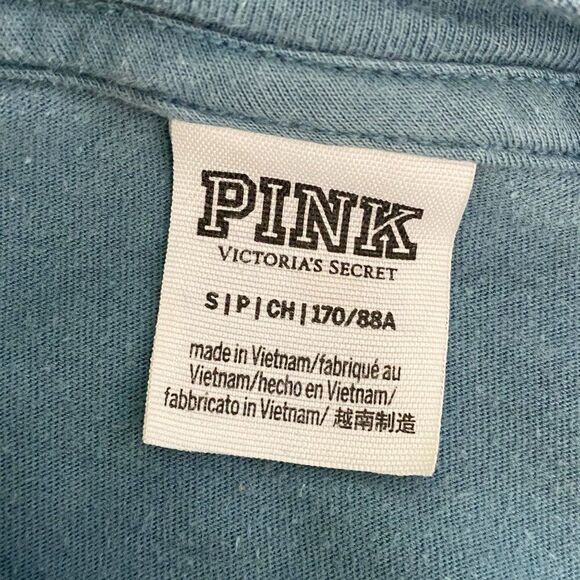 PINK
VICTORIA'S SECRET
S|P|CH|170/88A
made in Vietnam/fabriqué au
Vietnam/hecho en Vietnam/
fabbricato in Vietnam/越南制造